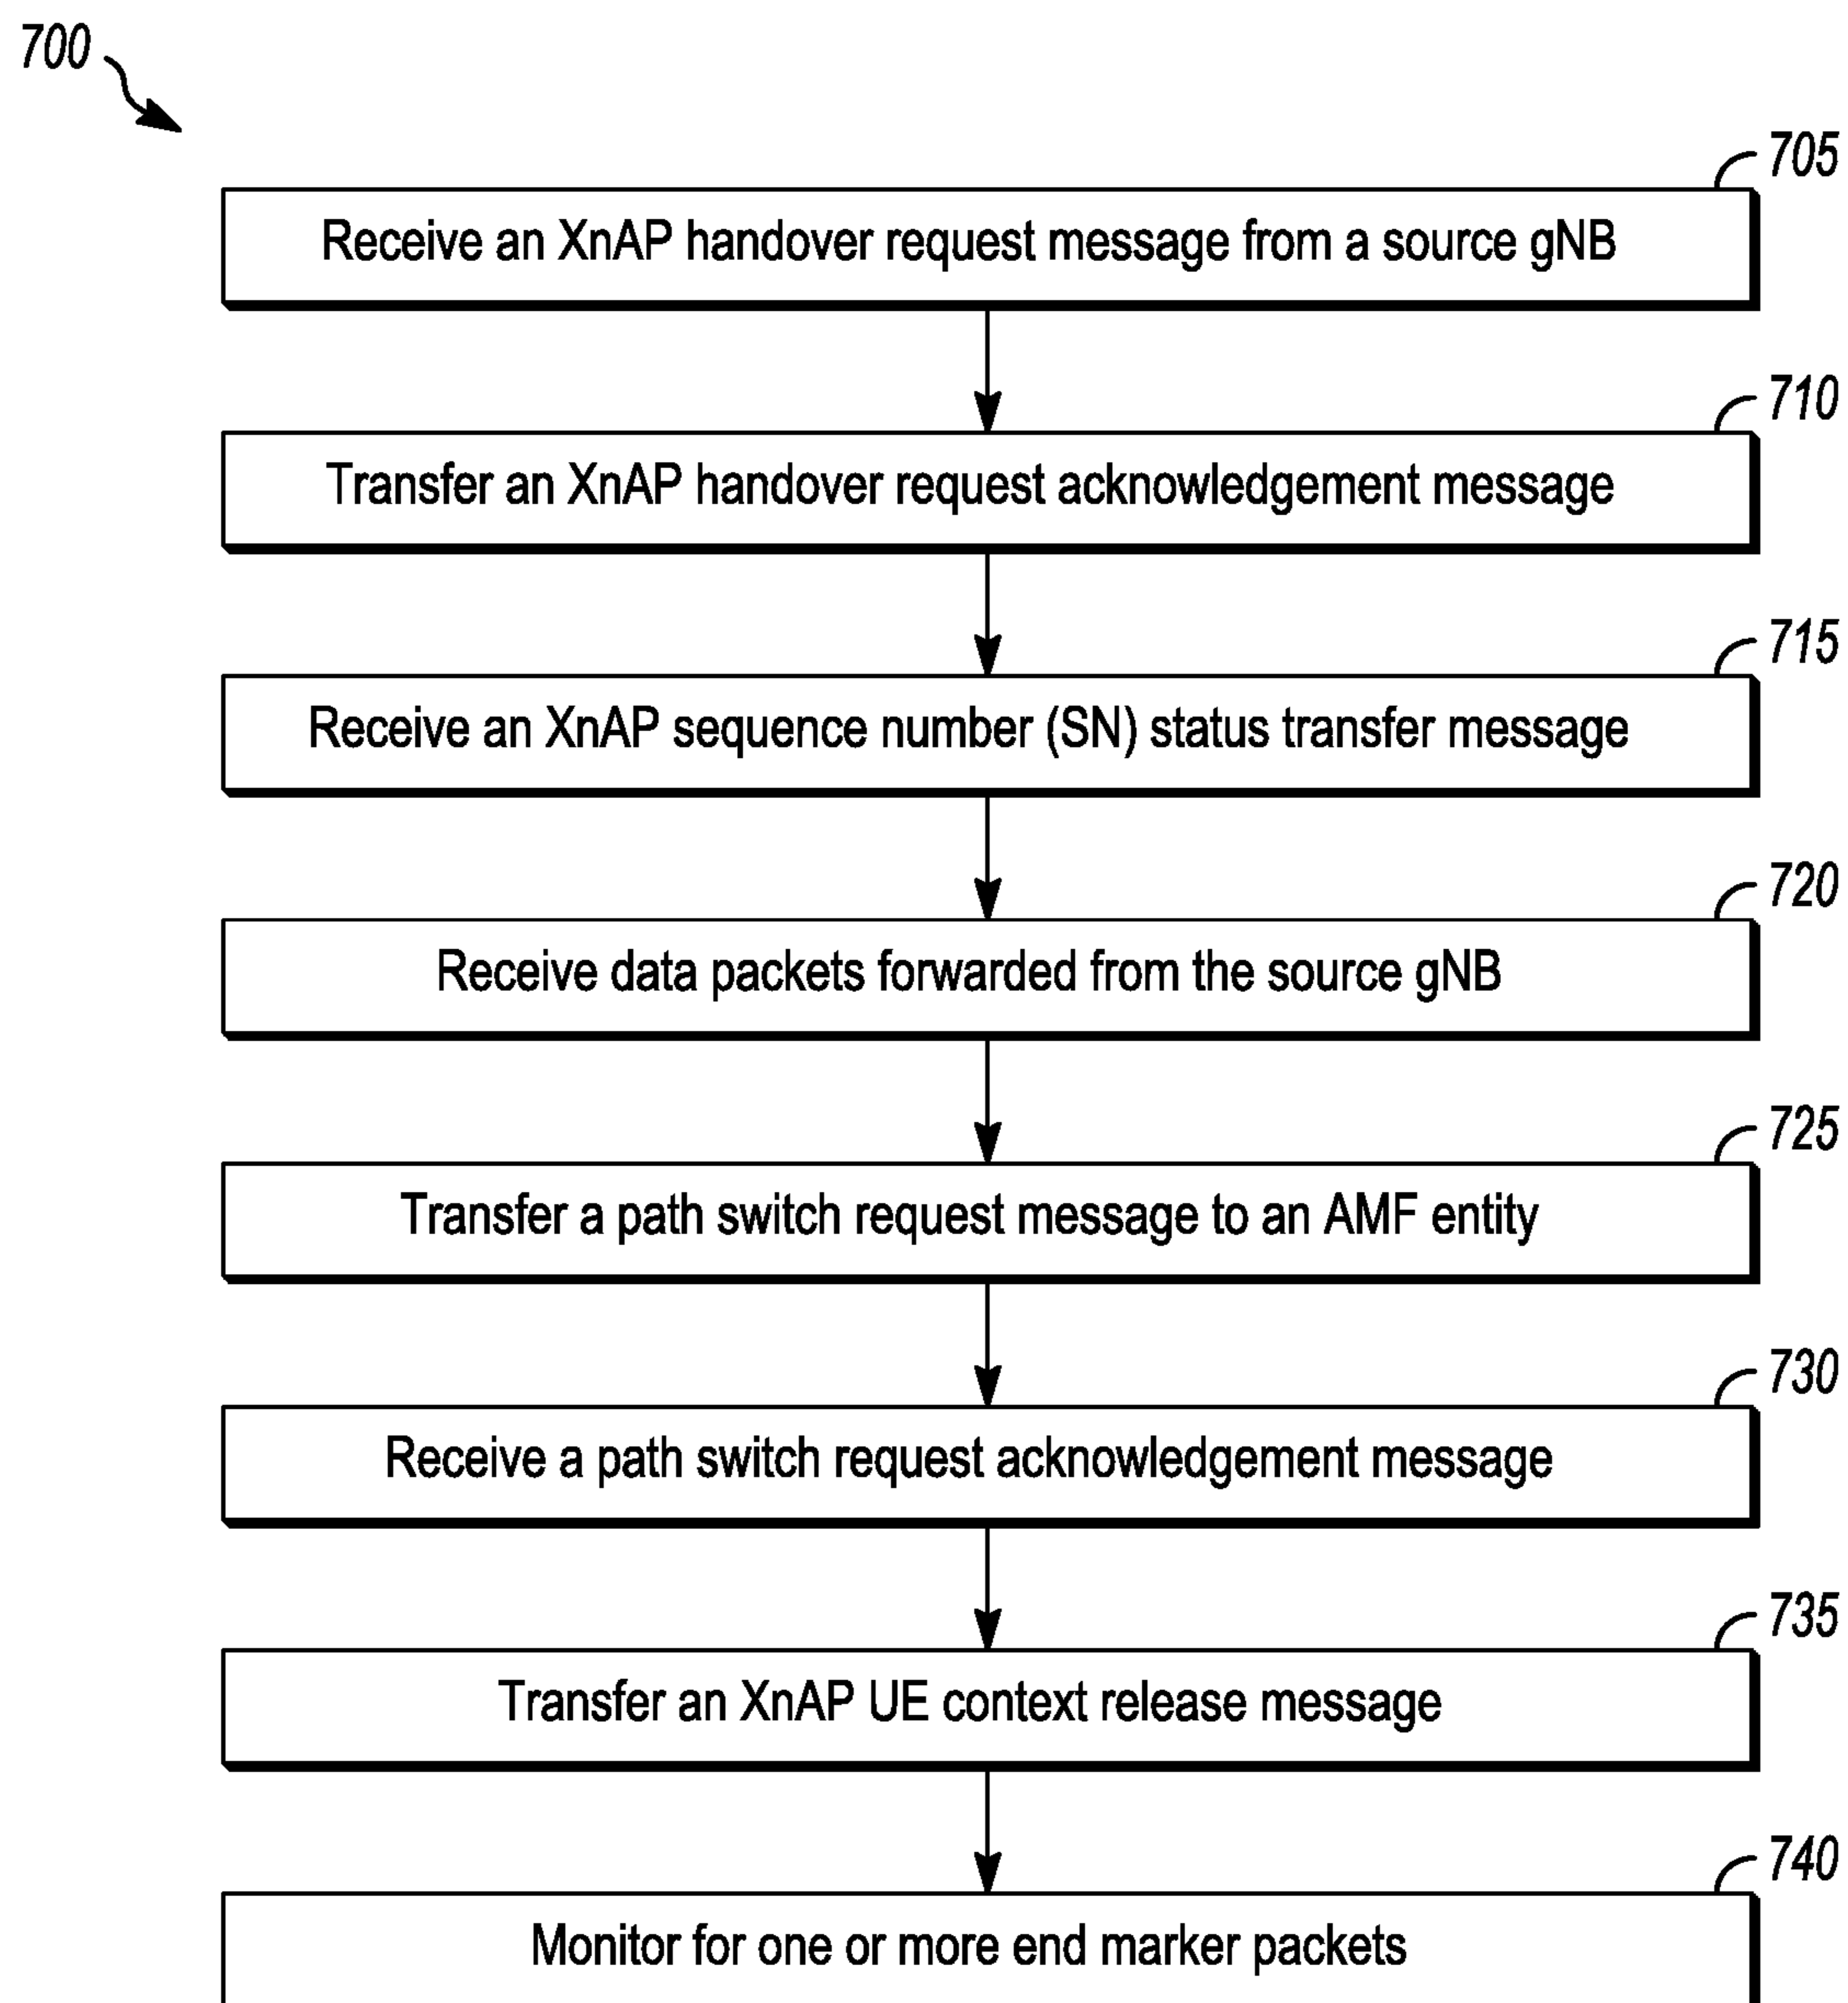 700
705
Receive an XnAP handover request message from a source gNB
710
Transfer an XnAP handover request acknowledgement message
715
Receive an XnAP sequence number (SN) status transfer message
720
Receive data packets forwarded from the source gNB
725
Transfer a path switch request message to an AMF entity
730
Receive a path switch request acknowledgement message
735
Transfer an XnAP UE context release message
740
Monitor for one or more end marker packets